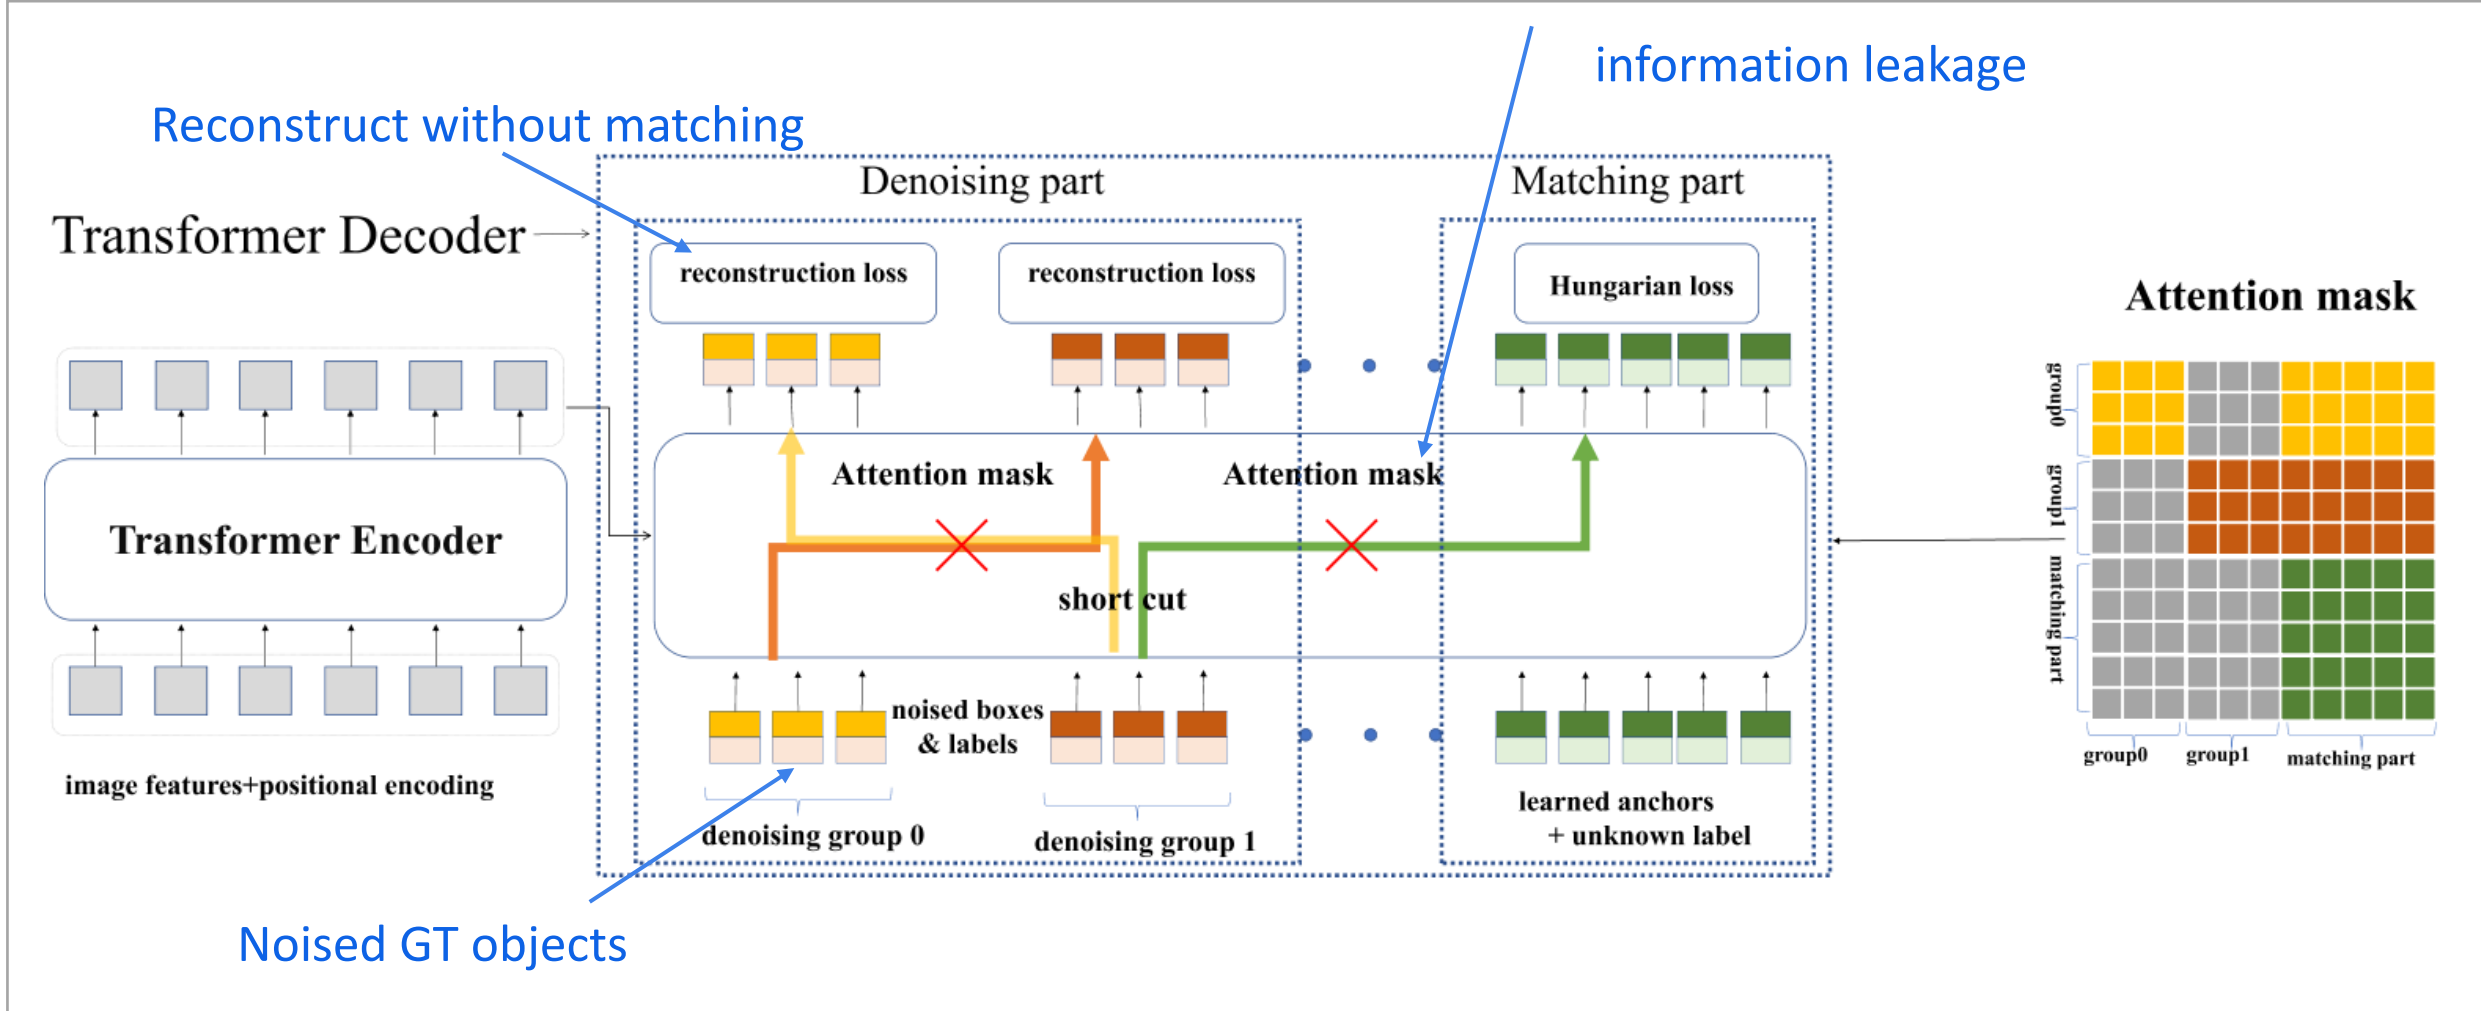 information leakage
Reconstruct without matching
Denoising part
Matching part
Transformer Decoder
reconstruction loss
reconstruction loss
Hungarian loss
Attention mask
group0
group1
matching part
Attention mask
Attention mask
Transformer Encoder
short cut
noised boxes
& labels
group0
group1
matching part
image features+positional encoding
learned anchors
+ unknown label
denoising group 0
denoising group 1
Noised GT objects